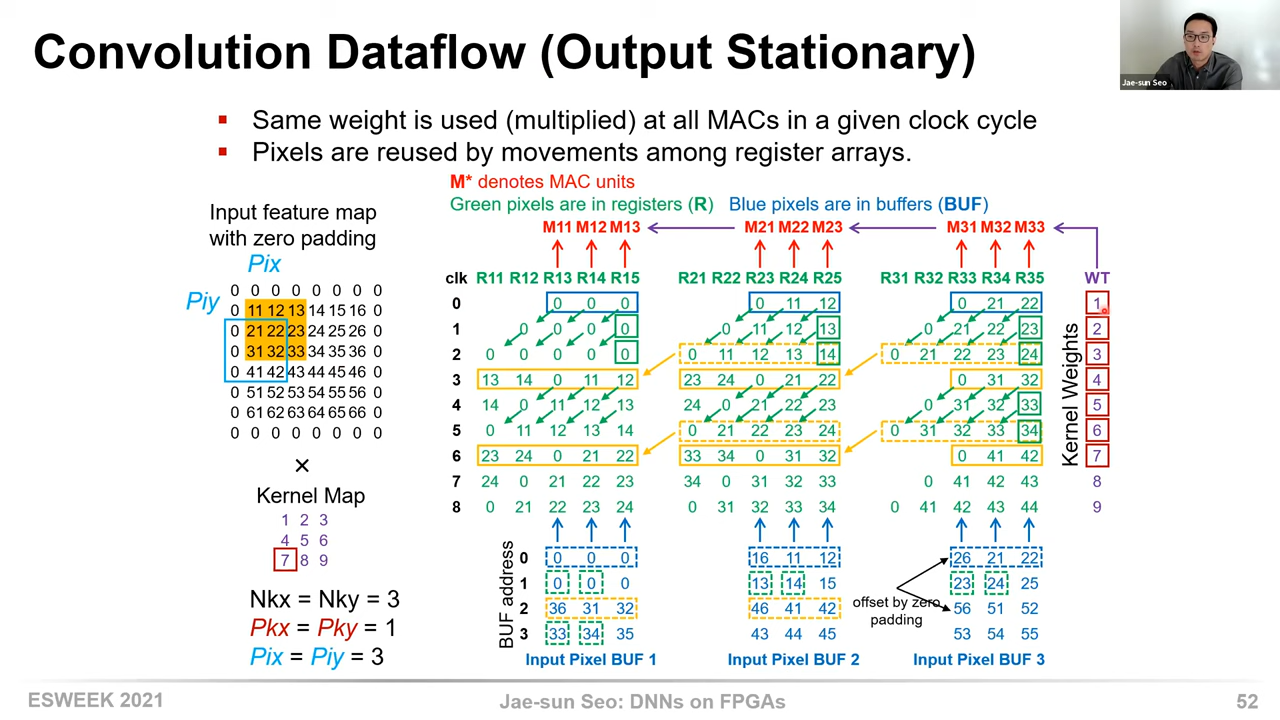 Convolution Dataflow (Output Stationary)
Jae-sun Seo
▪ Same weight is used (multiplied) at all MACs in a given clock cycle
▪ Pixels are reused by movements among register arrays.
M* denotes MAC units
Green pixels are in registers (R) Blue pixels are in buffers (BUF)
Input feature map
with zero padding
Pix
Piy
0 0 0 0 0 0 0 0
0 11 12 13 14 15 16 0
0 21 22 23 24 25 26 0
0 31 32 33 34 35 36 0
0 41 42 43 44 45 46 0
0 51 52 53 54 55 56 0
0 61 62 63 64 65 66 0
0 0 0 0 0 0 0 0
×
Kernel Map
1 2 3
4 5 6
7 8 9
Nkx = Nky = 3
Pkx = Pky = 1
Pix = Piy = 3
M11 M12 M13 M21 M22 M23 M31 M32 M33
clk R11 R12 R13 R14 R15 R21 R22 R23 R24 R25 R31 R32 R33 R34 R35 WT
0 0 0 0 0 11 12 0 21 22 1
1 0 0 0 0 0 11 12 13 0 21 22 23 2
2 0 0 0 0 0 0 11 12 13 14 0 21 22 23 24 3
3 13 14 0 11 12 23 24 0 21 22 0 31 32 4
4 14 0 11 12 13 24 0 21 22 23 0 31 32 33 5
5 0 11 12 13 14 0 21 22 23 24 0 31 32 33 34 6
6 23 24 0 21 22 33 34 0 31 32 0 41 42 7
7 24 0 21 22 23 34 0 31 32 33 0 41 42 43 8
8 0 21 22 23 24 0 31 32 33 34 0 41 42 43 44 9
Kernel Weights
BUF address
0 0 0 0 16 11 12 26 21 22
1 0 0 0 13 14 15 23 24 25
2 36 31 32 46 41 42 56 51 52
3 33 34 35 43 44 45 53 54 55
offset by zero
padding
Input Pixel BUF 1 Input Pixel BUF 2 Input Pixel BUF 3
ESWEEK 2021 Jae-sun Seo: DNNs on FPGAs 52